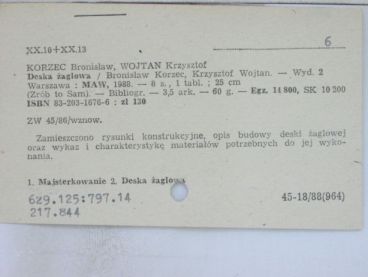 XX.10+XX.13
6
KORZEC Bronisław, WOJTAN Krzysztof
Deska żaglowa / Bronisław Korzec, Krzysztof Wojtan. — Wyd. 2
Warszawa : MAW, 1988. — 8 s., 1 tabl. ; 25 cm
(Zrób to Sam). — Bibliogr. — 3,5 ark. — 60 g. — Egz. 14 800, SK 10 200
ISBN 83-203-1676-6 : zł 130
ZW 45/86/wznow.
Zamieszczono rysunki konstrukcyjne, opis budowy deski żaglowej
oraz wykaz i charakterystykę materiałów potrzebnych do jej wyko-
nania.
1. Majsterkowanie 2. Deska żaglowa
629.125:797.14
45-18/88(964)
217.844